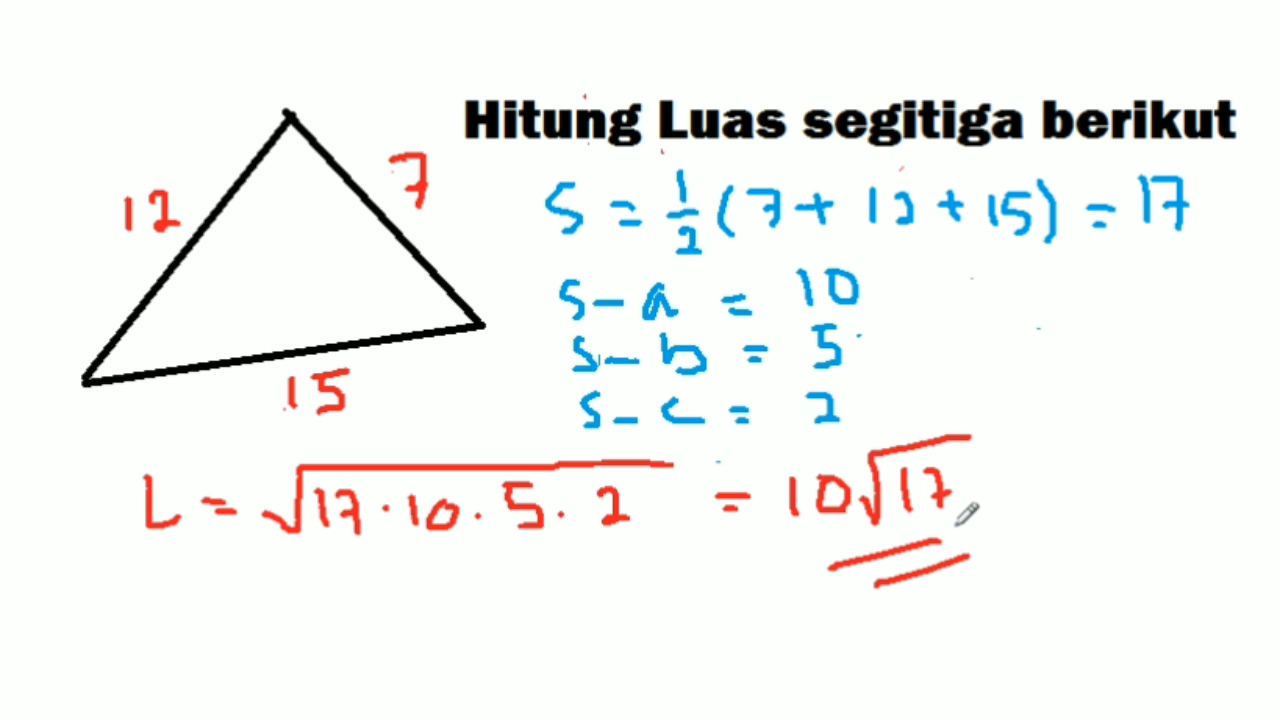 Hitung Luas segitiga berikut
12
7
15
S = 1/2 (7 + 12 + 15) = 17
S - a = 10
S - b = 5
S - c = 2
L = √17 · 10 · 5 · 2 = 10√17